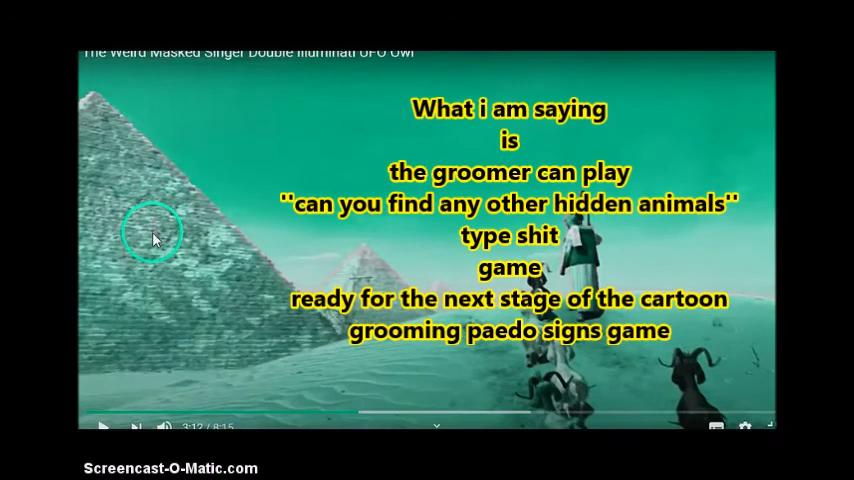 The Weird Masked Singer Double Illuminati UFO Owl
What i am saying
is
the groomer can play
''can you find any other hidden animals''
type shit
game
ready for the next stage of the cartoon
grooming paedo signs game
3:12 / 8:15
Screencast-O-Matic.com